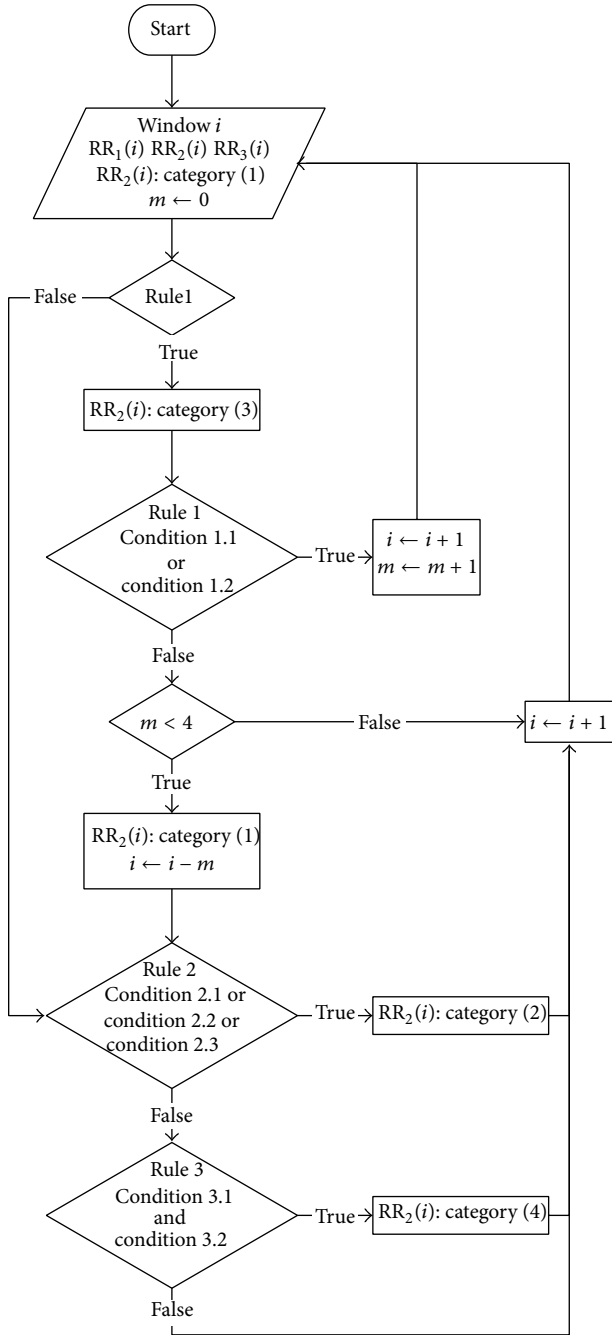 Start
Window i
RR₁(i) RR₂(i) RR₃(i)
RR₂(i): category (1)
m ← 0
False
Rule1
True
RR₂(i): category (3)
Rule 1
Condition 1.1
or
condition 1.2
True
i ← i + 1
m ← m + 1
False
m < 4
False
i ← i + 1
True
RR₂(i): category (1)
i ← i – m
Rule 2
Condition 2.1 or
condition 2.2 or
condition 2.3
True
RR₂(i): category (2)
False
Rule 3
Condition 3.1
and
condition 3.2
True
RR₂(i): category (4)
False